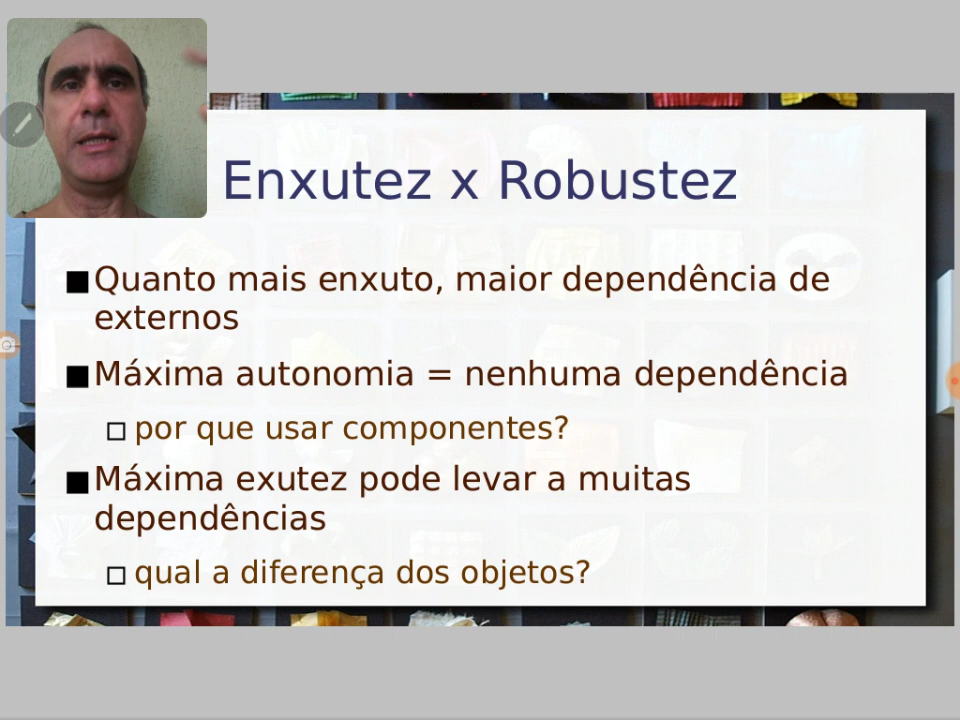 Enxutez x Robustez
Quanto mais enxuto, maior dependência de
externos
Máxima autonomia = nenhuma dependência
por que usar componentes?
Máxima exutez pode levar a muitas
dependências
qual a diferença dos objetos?